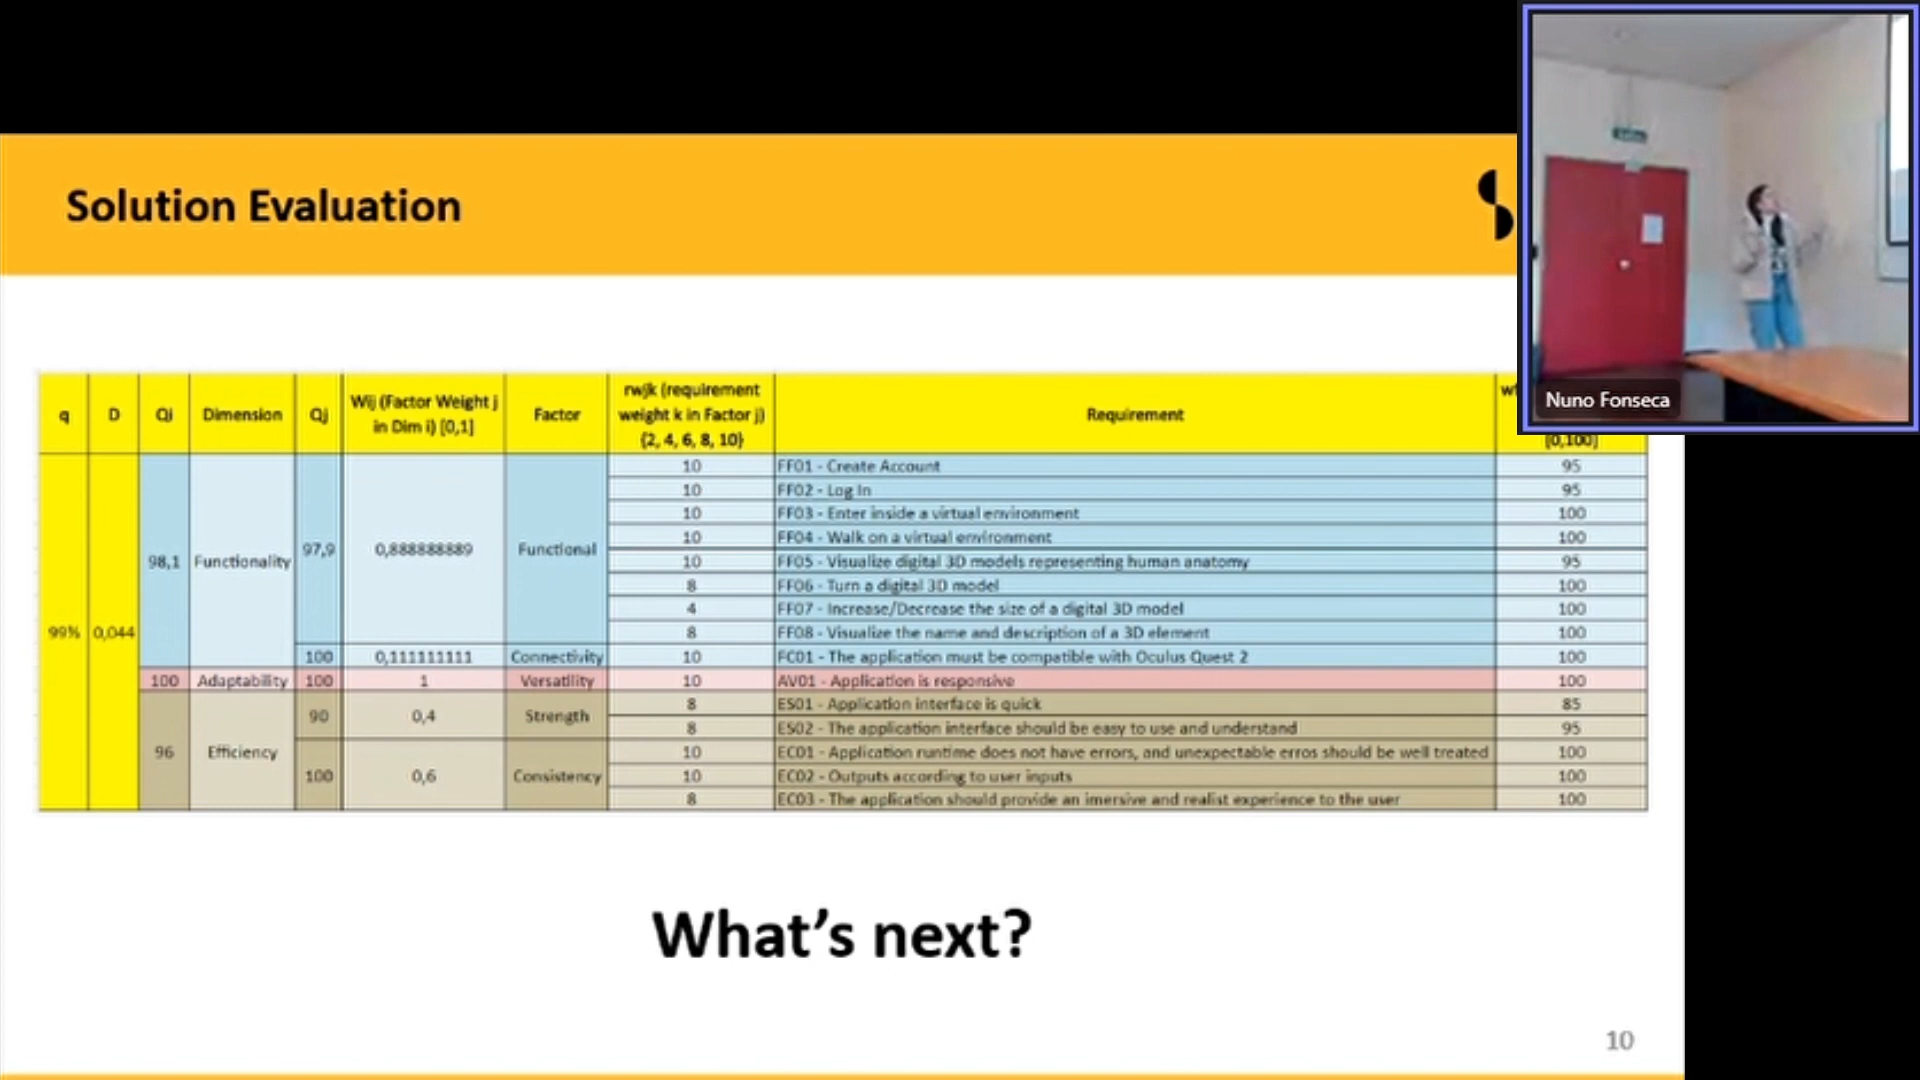 Solution Evaluation
Nuno Fonseca
q D Qi Dimension Qj Wij (Factor Weight j in Dim i) [0,1] Factor rwjk (requirement weight k in Factor j) {2, 4, 6, 8, 10} Requirement [0,100]
99% 0,044
98,1 Functionality 97,9 0,888888889 Functional
10 FF01 - Create Account 95
10 FF02 - Log In 95
10 FF03 - Enter inside a virtual environment 100
10 FF04 - Walk on a virtual environment 100
10 FF05 - Visualize digital 3D models representing human anatomy 95
8 FF06 - Turn a digital 3D model 100
4 FF07 - Increase/Decrease the size of a digital 3D model 100
8 FF08 - Visualize the name and description of a 3D element 100
100 0,111111111 Connectivity 10 FC01 - The application must be compatible with Oculus Quest 2 100
100 Adaptability 100 1 Versatility 10 AV01 - Application is responsive 100
96 Efficiency
90 0,4 Strength
8 ES01 - Application interface is quick 85
8 ES02 - The application interface should be easy to use and understand 95
100 0,6 Consistency
10 EC01 - Application runtime does not have errors, and unexpectable erros should be well treated 100
10 EC02 - Outputs according to user inputs 100
8 EC03 - The application should provide an imersive and realist experience to the user 100
What's next?
10